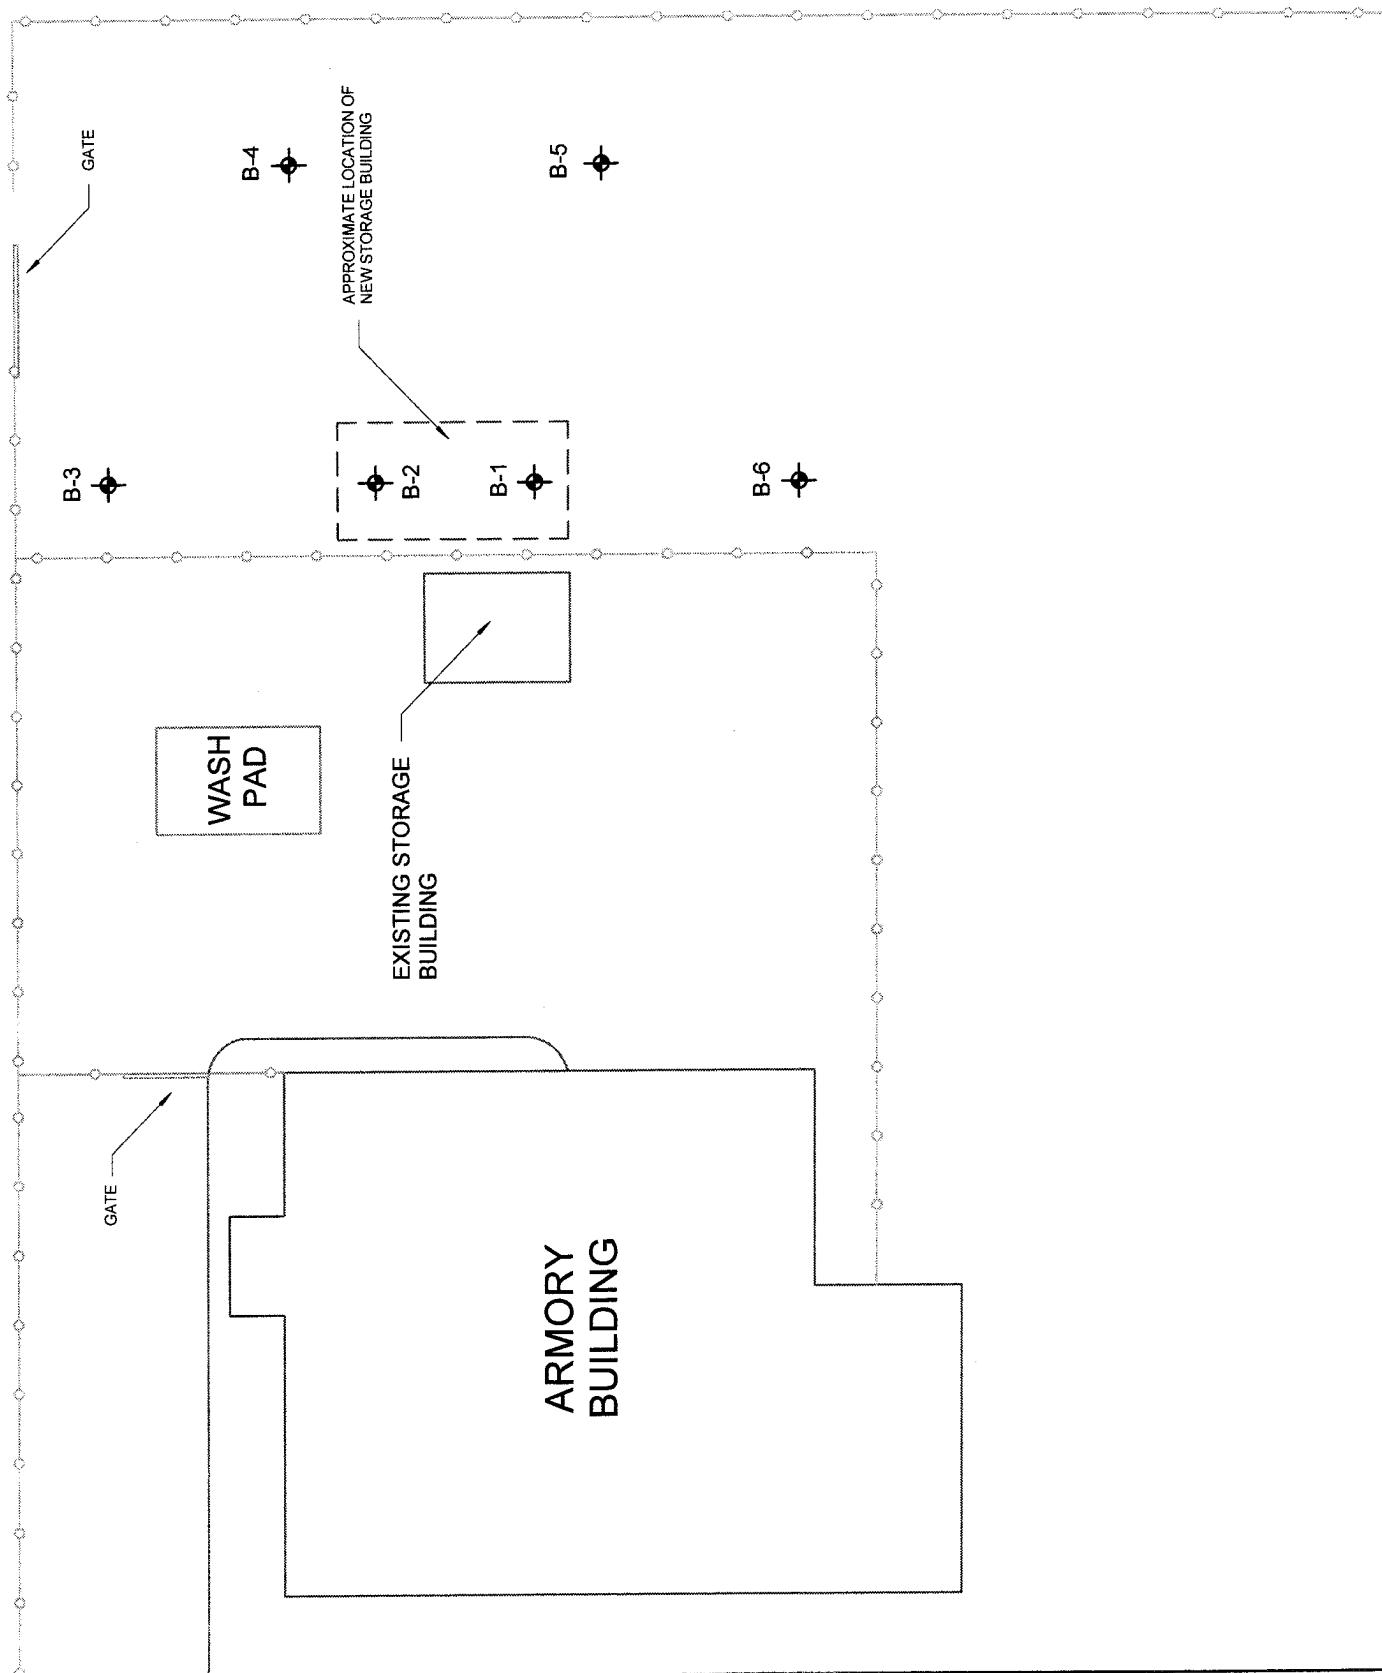 GATE
B-4
APPROXIMATE LOCATION OF
NEW STORAGE BUILDING
B-5
B-3
B-2
B-1
B-6
WASH
PAD
EXISTING STORAGE
BUILDING
GATE
ARMORY
BUILDING